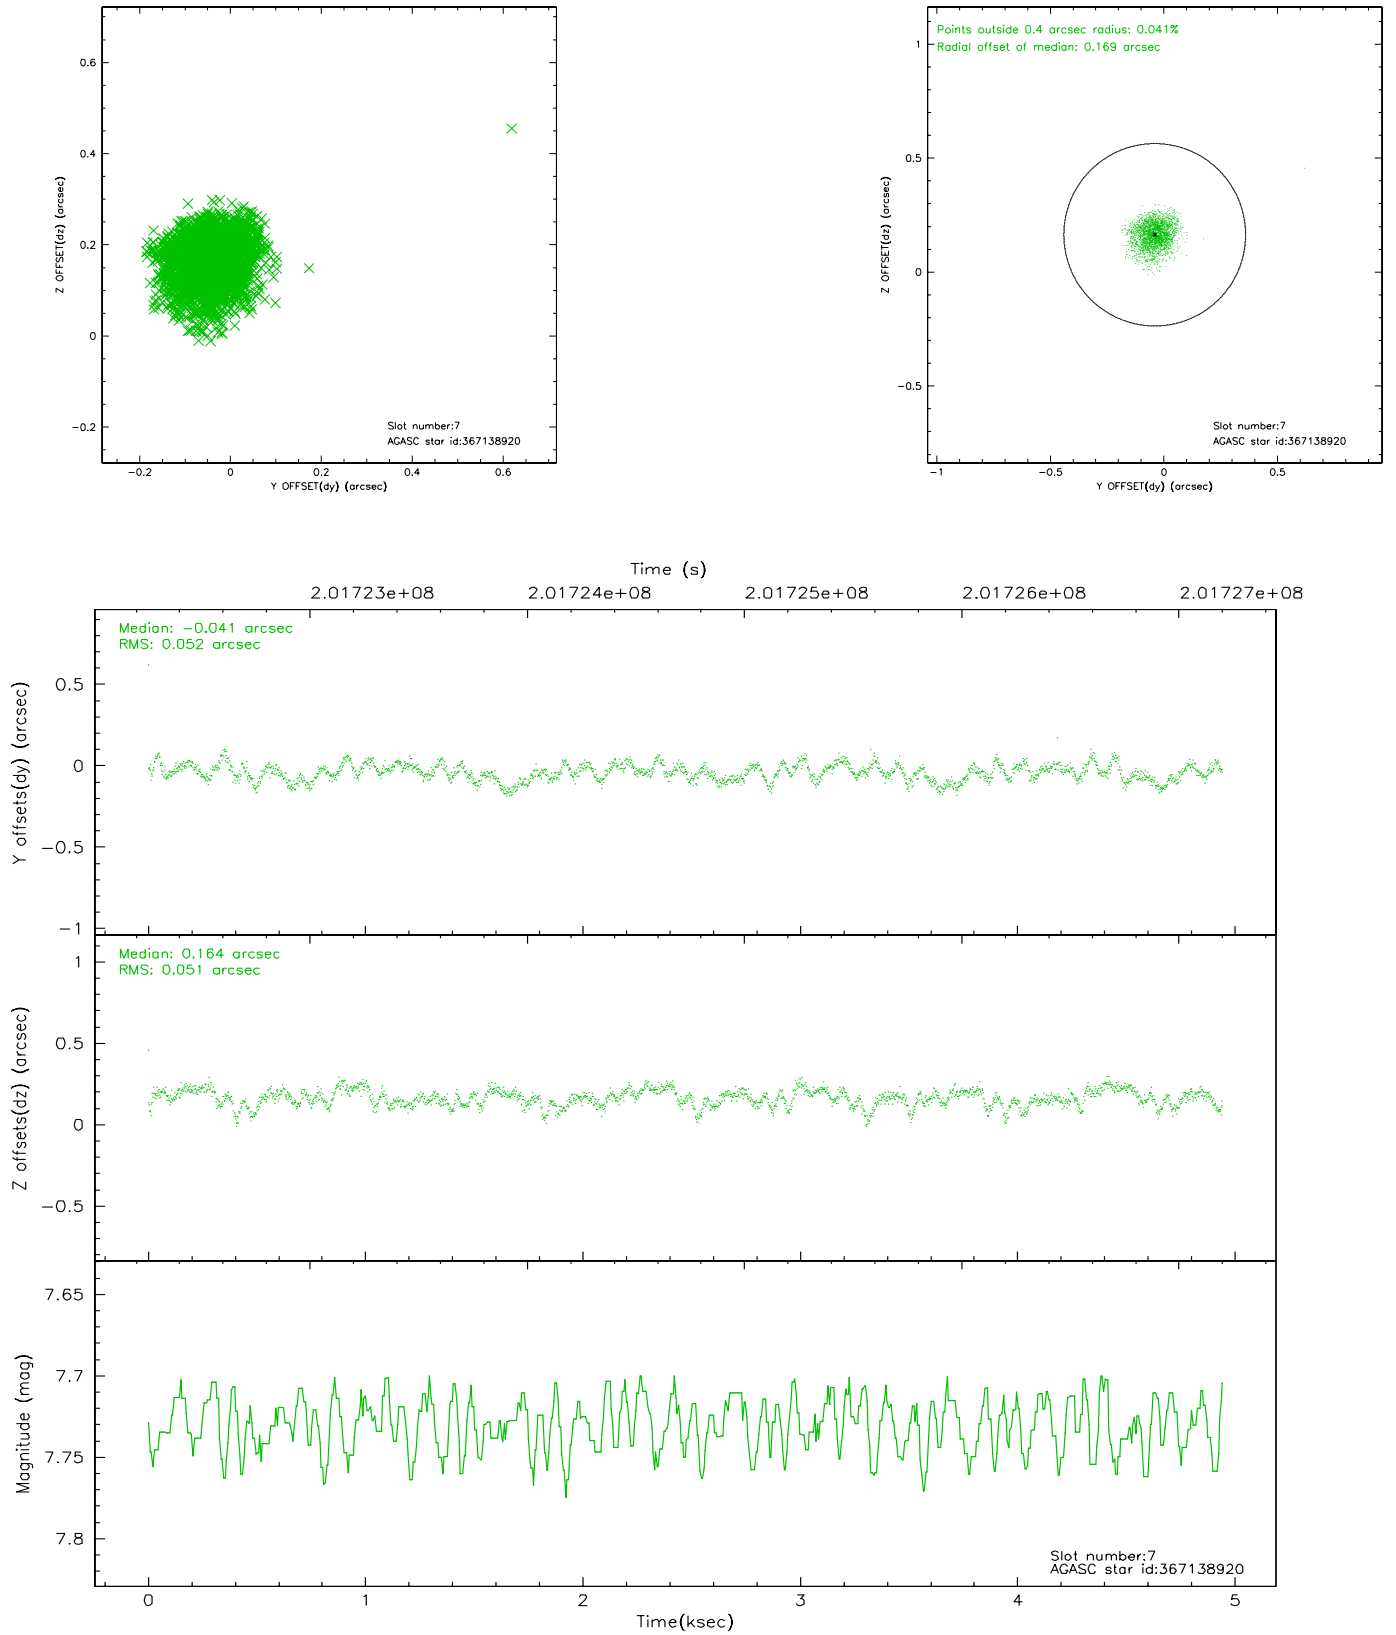 0.6
0.4
0.2
0
−0.2
Z OFFSET(dz) (arcsec)
Slot number:7
AGASC star id:367138920
−0.2 0 0.2 0.4 0.6
Y OFFSET(dy) (arcsec)
Points outside 0.4 arcsec radius: 0.041%
Radial offset of median: 0.169 arcsec
1
0.5
0
−0.5
Z OFFSET(dz) (arcsec)
Slot number:7
AGASC star id:367138920
−1 −0.5 0 0.5
Y OFFSET(dy) (arcsec)
Time (s)
2.01723e+08 2.01724e+08 2.01725e+08 2.01726e+08 2.01727e+08
Median: −0.041 arcsec
RMS: 0.052 arcsec
0.5
0
−0.5
−1
Y offsets(dy) (arcsec)
Median: 0.164 arcsec
RMS: 0.051 arcsec
1
0.5
0
−0.5
Z offsets(dz) (arcsec)
7.65
7.7
7.75
7.8
Magnitude (mag)
Slot number:7
AGASC star id:367138920
0 1 2 3 4 5
Time(ksec)